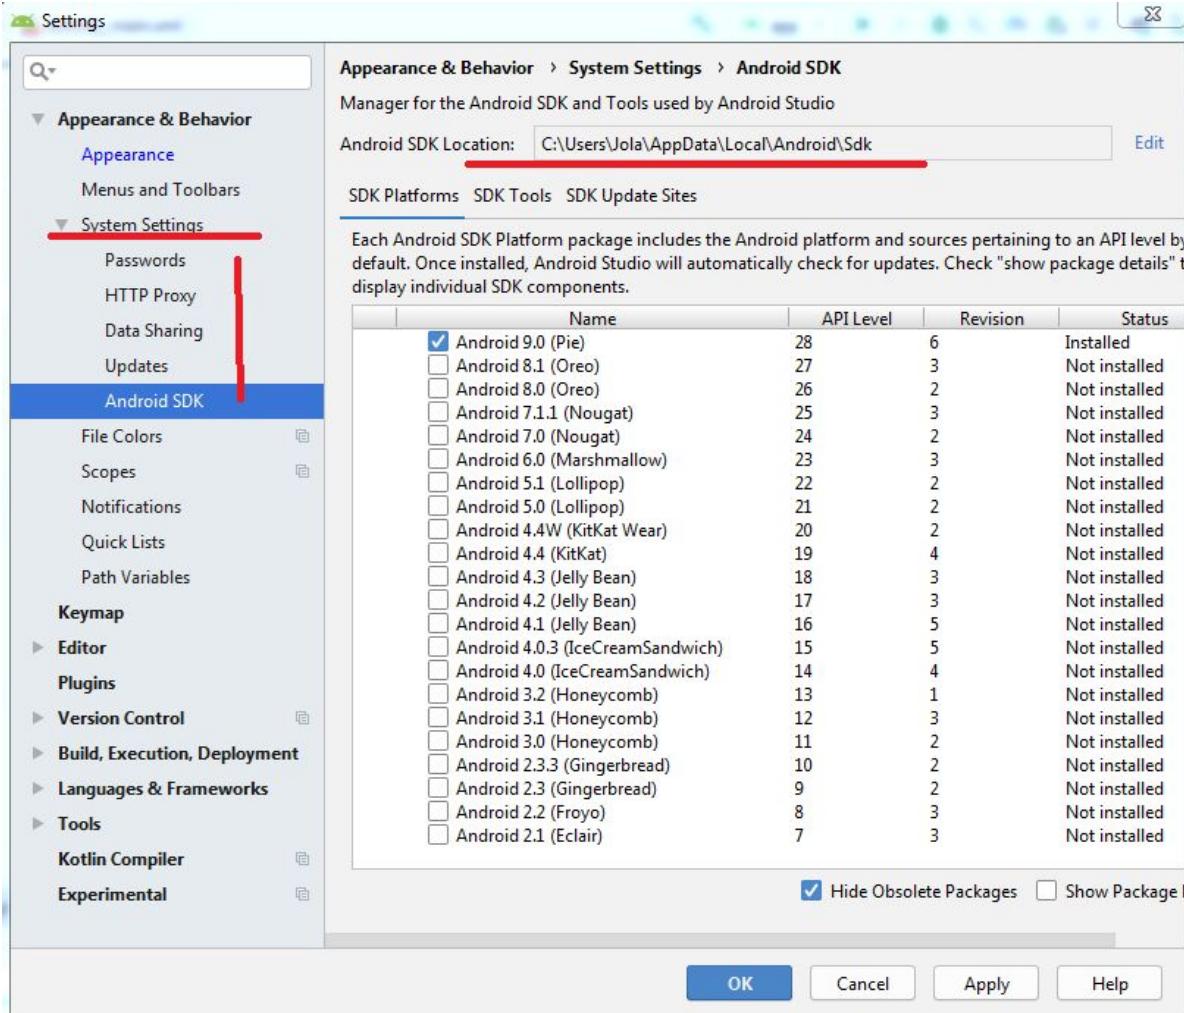 Settings
Appearance & Behavior
Appearance
Menus and Toolbars
System Settings
Passwords
HTTP Proxy
Data Sharing
Updates
Android SDK
File Colors
Scopes
Notifications
Quick Lists
Path Variables
Keymap
Editor
Plugins
Version Control
Build, Execution, Deployment
Languages & Frameworks
Tools
Kotlin Compiler
Experimental
Appearance & Behavior > System Settings > Android SDK
Manager for the Android SDK and Tools used by Android Studio
Android SDK Location: C:\Users\Jola\AppData\Local\Android\Sdk Edit
SDK Platforms SDK Tools SDK Update Sites
Each Android SDK Platform package includes the Android platform and sources pertaining to an API level by
default. Once installed, Android Studio will automatically check for updates. Check "show package details" t
display individual SDK components.
Name API Level Revision Status
Android 9.0 (Pie) 28 6 Installed
Android 8.1 (Oreo) 27 3 Not installed
Android 8.0 (Oreo) 26 2 Not installed
Android 7.1.1 (Nougat) 25 3 Not installed
Android 7.0 (Nougat) 24 2 Not installed
Android 6.0 (Marshmallow) 23 3 Not installed
Android 5.1 (Lollipop) 22 2 Not installed
Android 5.0 (Lollipop) 21 2 Not installed
Android 4.4W (KitKat Wear) 20 2 Not installed
Android 4.4 (KitKat) 19 4 Not installed
Android 4.3 (Jelly Bean) 18 3 Not installed
Android 4.2 (Jelly Bean) 17 3 Not installed
Android 4.1 (Jelly Bean) 16 5 Not installed
Android 4.0.3 (IceCreamSandwich) 15 5 Not installed
Android 4.0 (IceCreamSandwich) 14 4 Not installed
Android 3.2 (Honeycomb) 13 1 Not installed
Android 3.1 (Honeycomb) 12 3 Not installed
Android 3.0 (Honeycomb) 11 2 Not installed
Android 2.3.3 (Gingerbread) 10 2 Not installed
Android 2.3 (Gingerbread) 9 2 Not installed
Android 2.2 (Froyo) 8 3 Not installed
Android 2.1 (Eclair) 7 3 Not installed
Hide Obsolete Packages Show Package
OK Cancel Apply Help